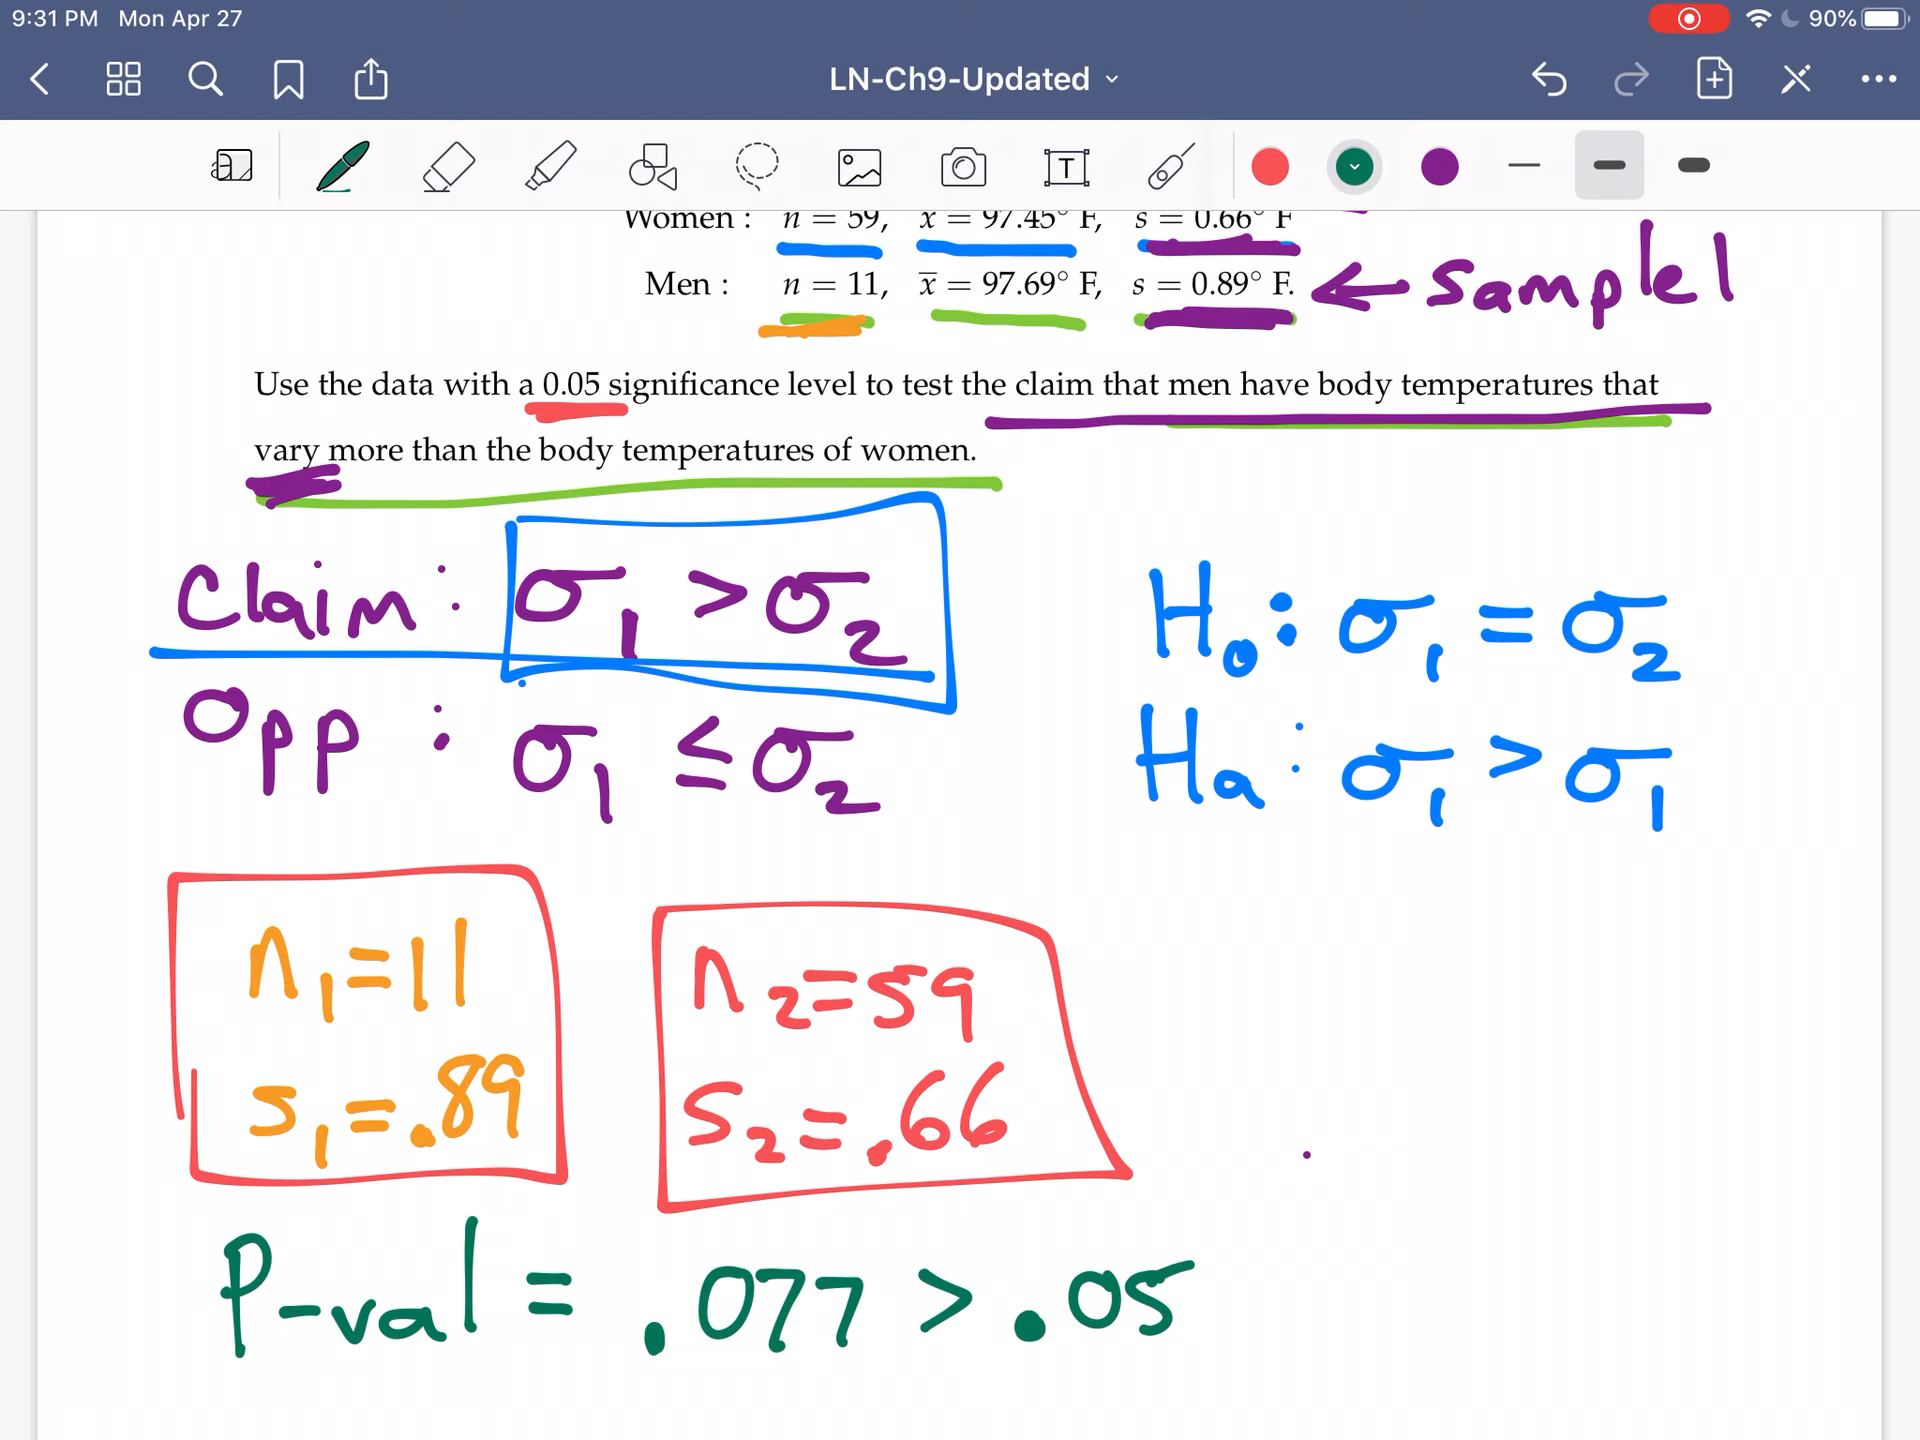 9:31 PM Mon Apr 27
90%
LN-Ch9-Updated
T
Women : n = 59, x = 97.45° F, s = 0.66° F
Men : n = 11, x̅ = 97.69° F, s = 0.89° F. ← Sample 1
Use the data with a 0.05 significance level to test the claim that men have body temperatures that
vary more than the body temperatures of women.
Claim : σ₁ > σ₂
Opp : σ₁ ≤ σ₂
H₀ : σ₁ = σ₂
Hₐ : σ₁ > σ₁
n₁ = 11
s₁ = .89
n₂ = 59
s₂ = .66
P-val = .077 > .05